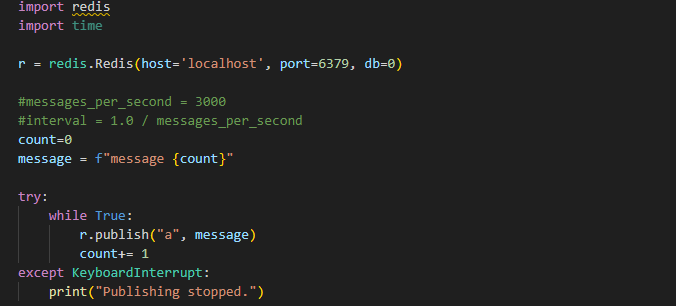 import redis
import time
r = redis.Redis(host='localhost', port=6379, db=0)
#messages_per_second = 3000
#interval = 1.0 / messages_per_second
count=0
message = f"message {count}"
try:
    while True:
        r.publish("a", message)
        count+= 1
except KeyboardInterrupt:
    print("Publishing stopped.")